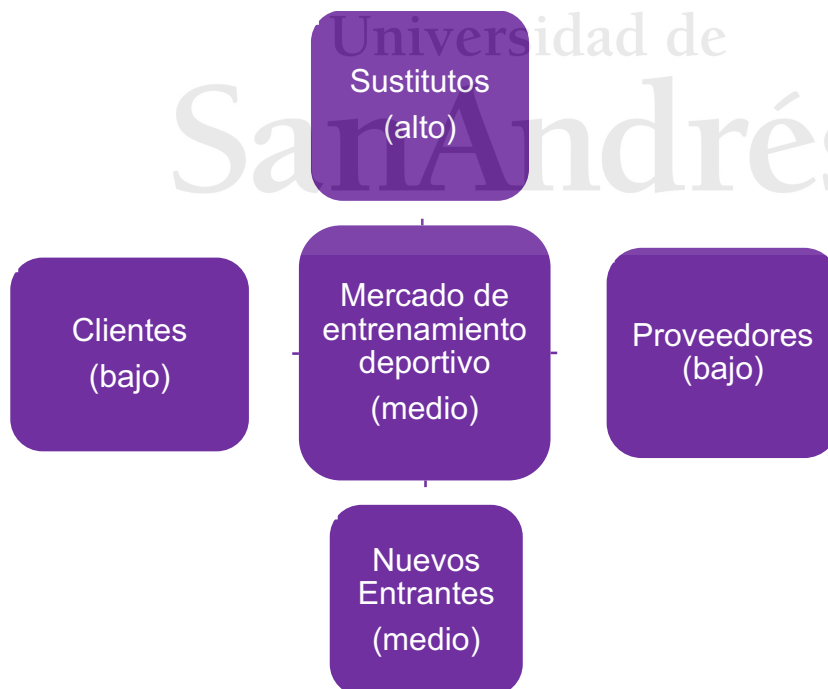 Universidad de
SanAndrés
Sustitutos
(alto)
Clientes
(bajo)
Mercado de
entrenamiento
deportivo
(medio)
Proveedores
(bajo)
Nuevos
Entrantes
(medio)